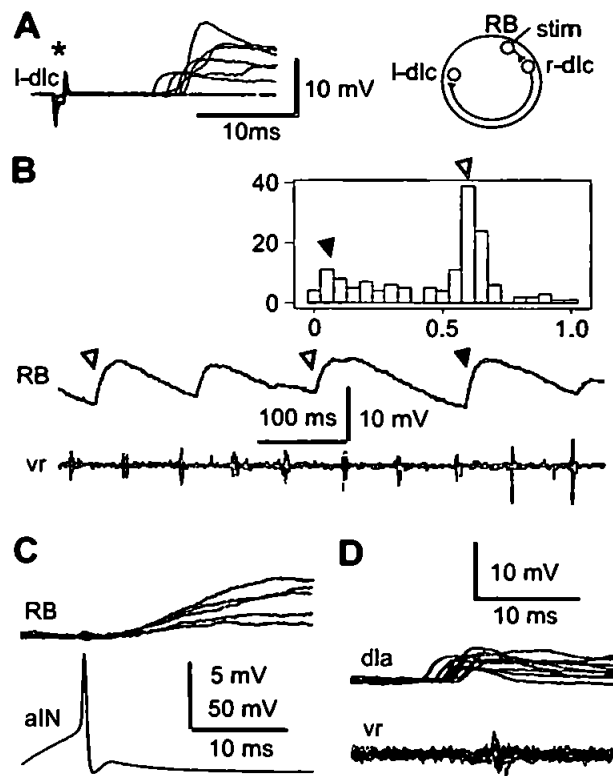 A
*
l-dlc
10 mV
10ms
RB
stim
l-dlc
r-dlc
B
40
20
0
0
0.5
1.0
RB
100 ms
10 mV
vr
C
RB
5 mV
50 mV
aIN
10 ms
D
10 mV
10 ms
dla
vr